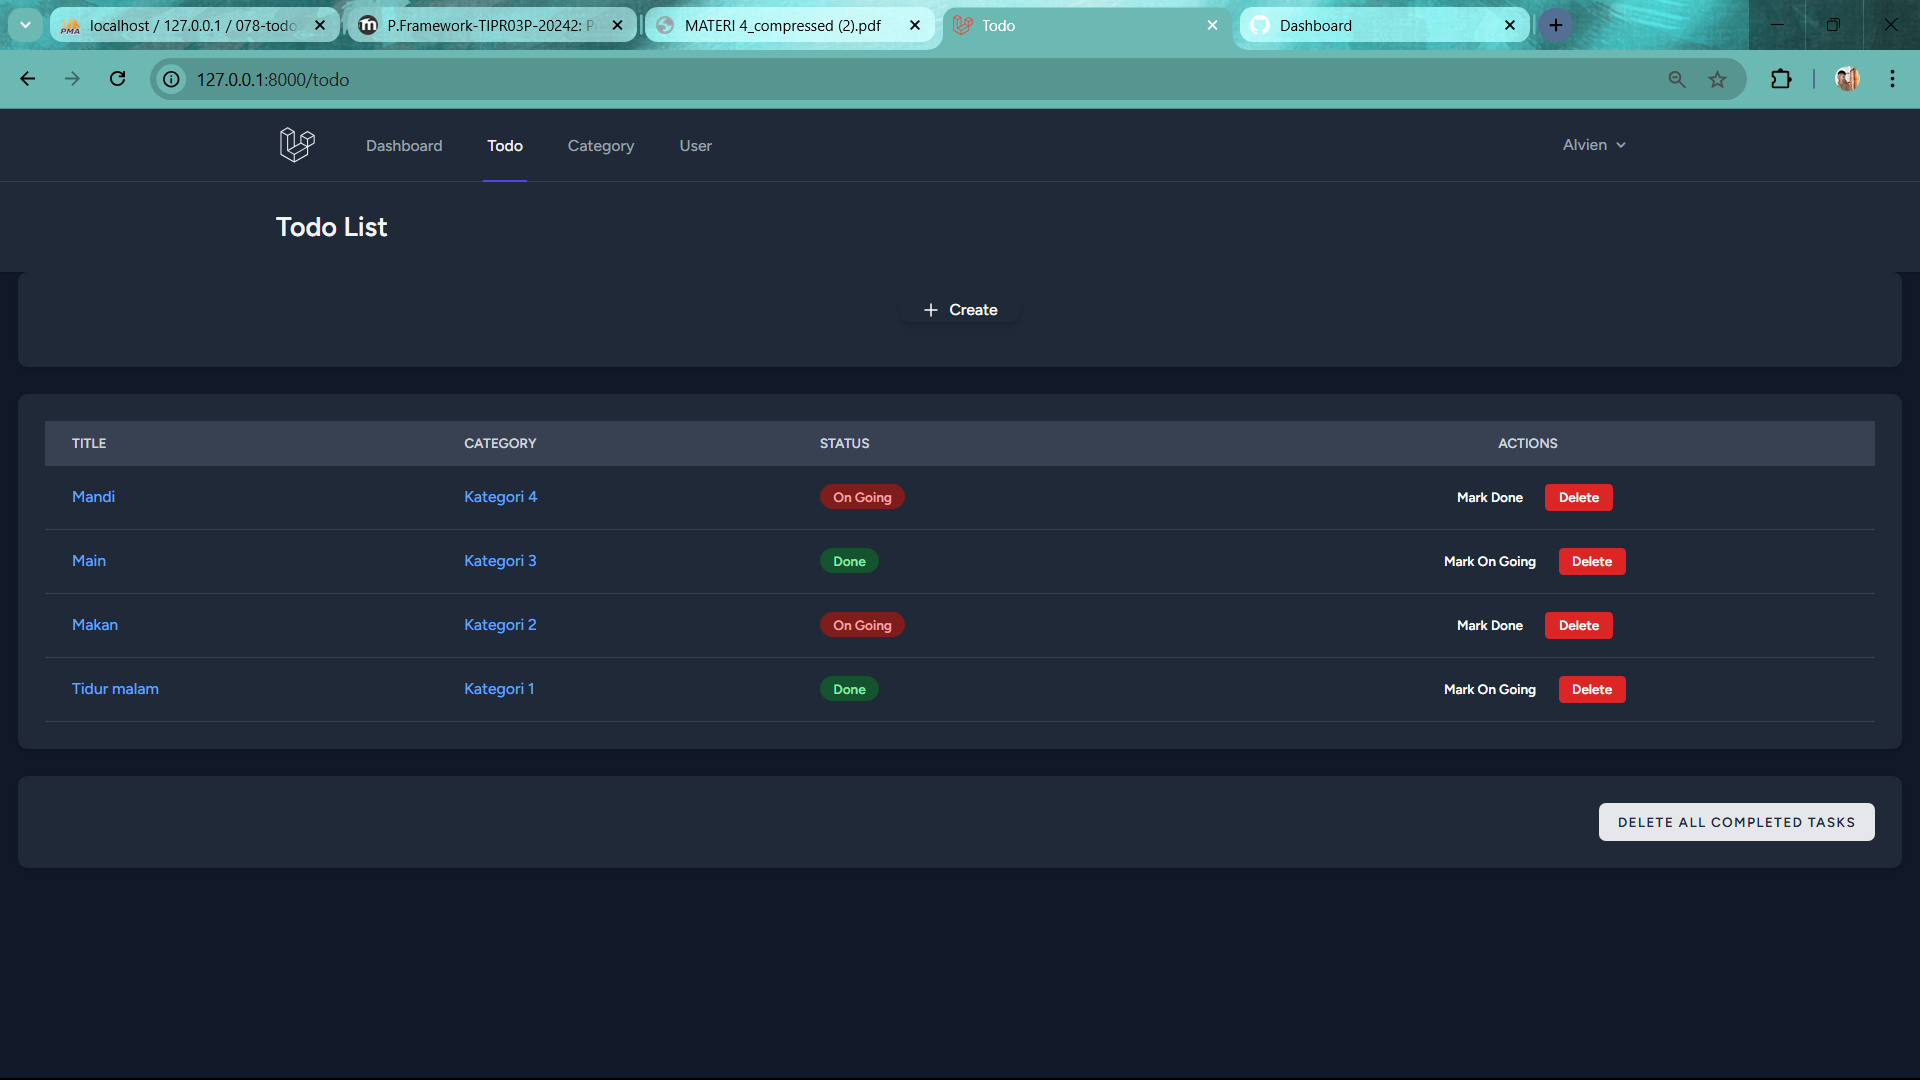 localhost / 127.0.0.1 / 078-todo
P.Framework-TIPR03P-20242:
MATERI 4_compressed (2).pdf
Todo
Dashboard
127.0.0.1:8000/todo
Dashboard
Todo
Category
User
Alvien
Todo List
Create
TITLE CATEGORY STATUS ACTIONS
Mandi Kategori 4 On Going Mark Done Delete
Main Kategori 3 Done Mark On Going Delete
Makan Kategori 2 On Going Mark Done Delete
Tidur malam Kategori 1 Done Mark On Going Delete
DELETE ALL COMPLETED TASKS